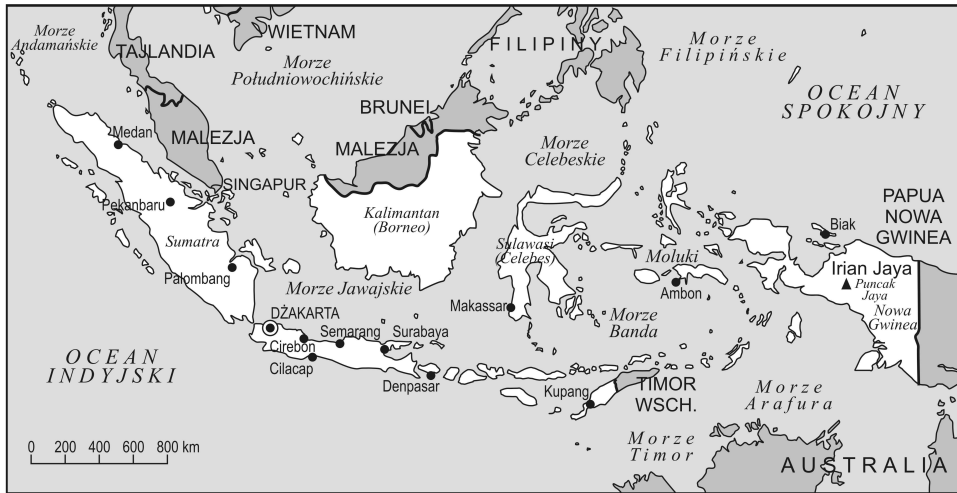 Morze
Andamańskie
TAJLANDIA
WIETNAM
Morze
Południowochińskie
FILIPINY
Morze
Filipińskie
OCEAN
SPOKOJNY
BRUNEI
MALEZJA
MALEZJA
Medan
SINGAPUR
Pekanbaru
Sumatra
Palombang
Kalimantan
(Borneo)
Morze
Celebeskie
Sulawasi
(Celebes)
Moluki
Ambon
Biak
PAPUA
NOWA
GWINEA
Irian Jaya
Puncak
Jaya
Nowa
Gwinea
Morze Jawajskie
Makassar
Morze
Banda
DŻAKARTA
Semarang
Surabaya
Cirebon
Cilacap
Denpasar
Kupang
TIMOR
WSCH.
Morze
Arafura
Morze
Timor
AUSTRALIA
OCEAN
INDYJSKI
0 200 400 600 800 km